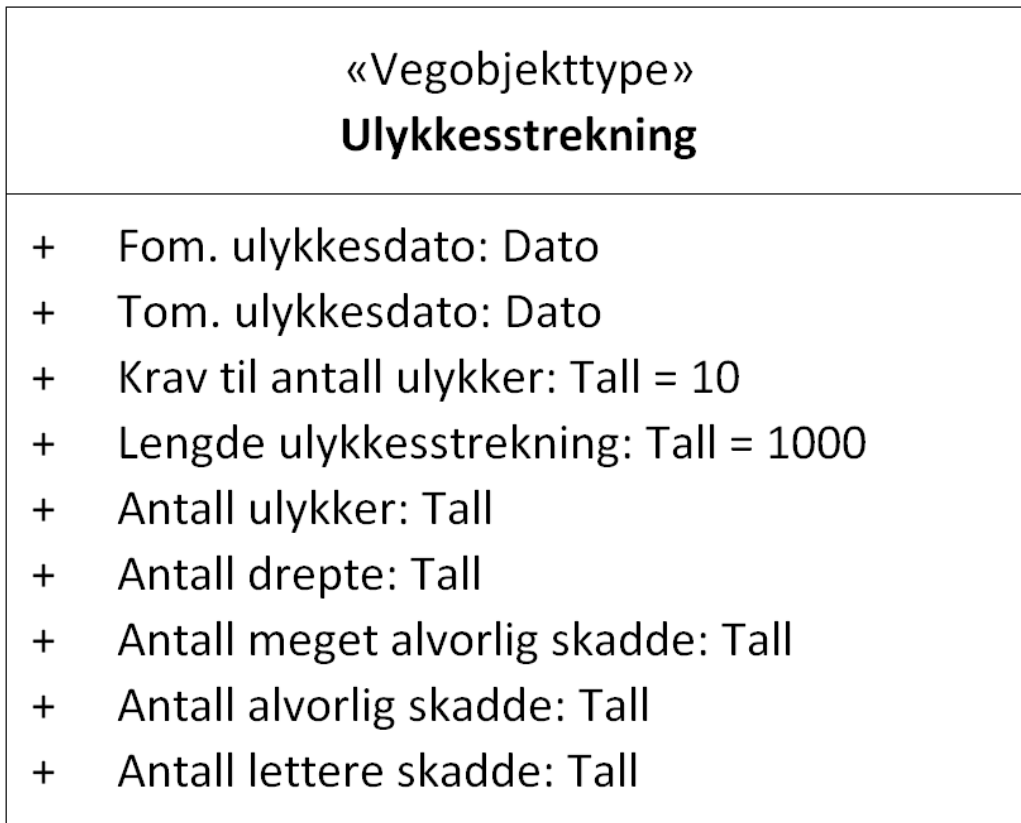 «Vegobjekttype»
Ulykkesstrekning
+ Fom. ulykkesdato: Dato
+ Tom. ulykkesdato: Dato
+ Krav til antall ulykker: Tall = 10
+ Lengde ulykkesstrekning: Tall = 1000
+ Antall ulykker: Tall
+ Antall drepte: Tall
+ Antall meget alvorlig skadde: Tall
+ Antall alvorlig skadde: Tall
+ Antall lettere skadde: Tall